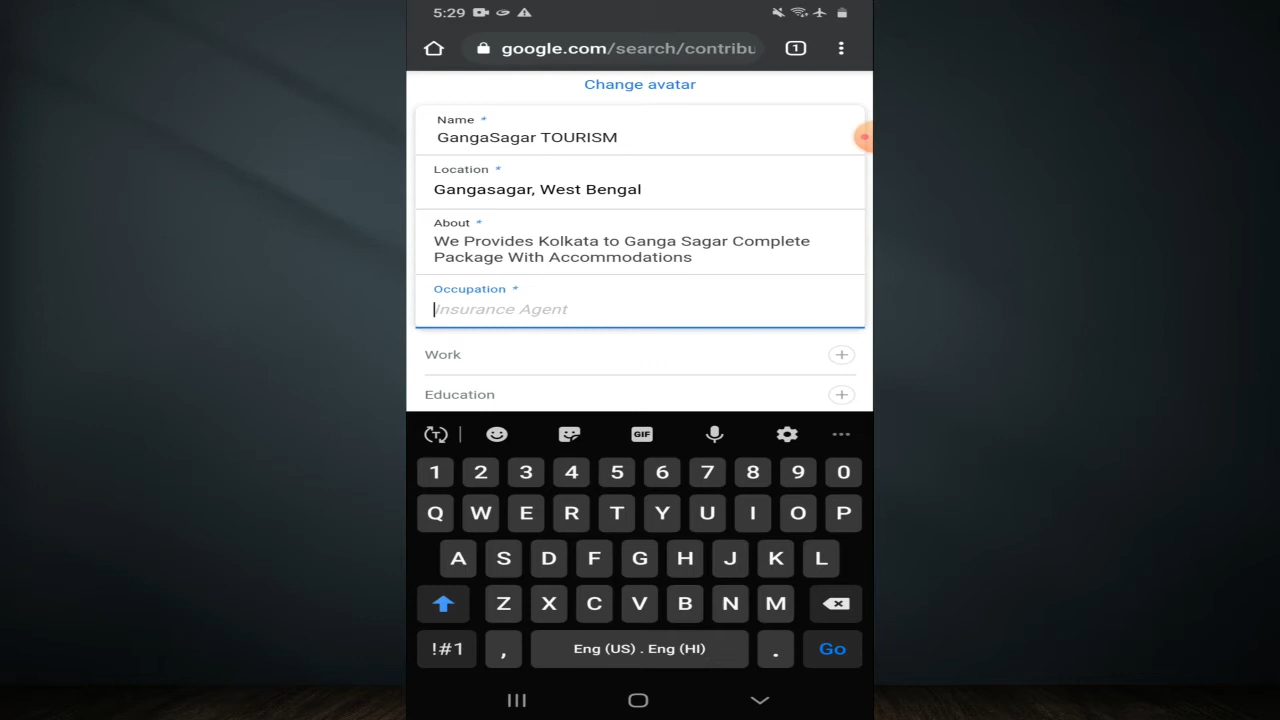 5:29
google.com/search/contribu
1
Change avatar
Name *
GangaSagar TOURISM
Location *
Gangasagar, West Bengal
About *
We Provides Kolkata to Ganga Sagar Complete
Package With Accommodations
Occupation *
Insurance Agent
Work
Education
T GIF
1 2 3 4 5 6 7 8 9 0
Q W E R T Y U I O P
A S D F G H J K L
Z X C V B N M
!#1 , Eng (US) . Eng (HI) . Go